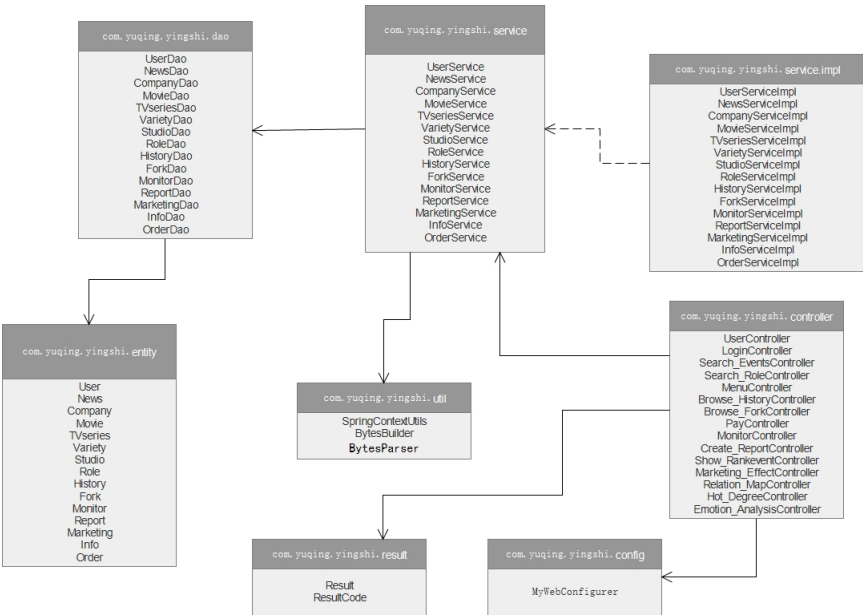 com.yuqing.yingshi.dao
UserDao
NewsDao
CompanyDao
MovieDao
TVseriesDao
VarietyDao
StudioDao
RoleDao
HistoryDao
ForkDao
MonitorDao
ReportDao
MarketingDao
InfoDao
OrderDao
com.yuqing.yingshi.service
UserService
NewsService
CompanyService
MovieService
TVseriesService
VarietyService
StudioService
RoleService
HistoryService
ForkService
MonitorService
ReportService
MarketingService
InfoService
OrderService
com.yuqing.yingshi.service.impl
UserServiceImpl
NewsServiceImpl
CompanyServiceImpl
MovieServiceImpl
TVseriesServiceImpl
VarietyServiceImpl
StudioServiceImpl
RoleServiceImpl
HistoryServiceImpl
ForkServiceImpl
MonitorServiceImpl
ReportServiceImpl
MarketingServiceImpl
InfoServiceImpl
OrderServiceImpl
com.yuqing.yingshi.entity
User
News
Company
Movie
TVseries
Variety
Studio
Role
History
Fork
Monitor
Report
Marketing
Info
Order
com.yuqing.yingshi.util
SpringContextUtils
BytesBuilder
BytesParser
com.yuqing.yingshi.controller
UserController
LoginController
Search_EventsController
Search_RoleController
MenuController
Browse_HistoryController
Browse_ForkController
PayController
MonitorController
Create_ReportController
Show_RankeventController
Marketing_EffectController
Relation_MapController
Hot_DegreeController
Emotion_AnalysisController
com.yuqing.yingshi.result
Result
ResultCode
com.yuqing.yingshi.config
MyWebConfigurer